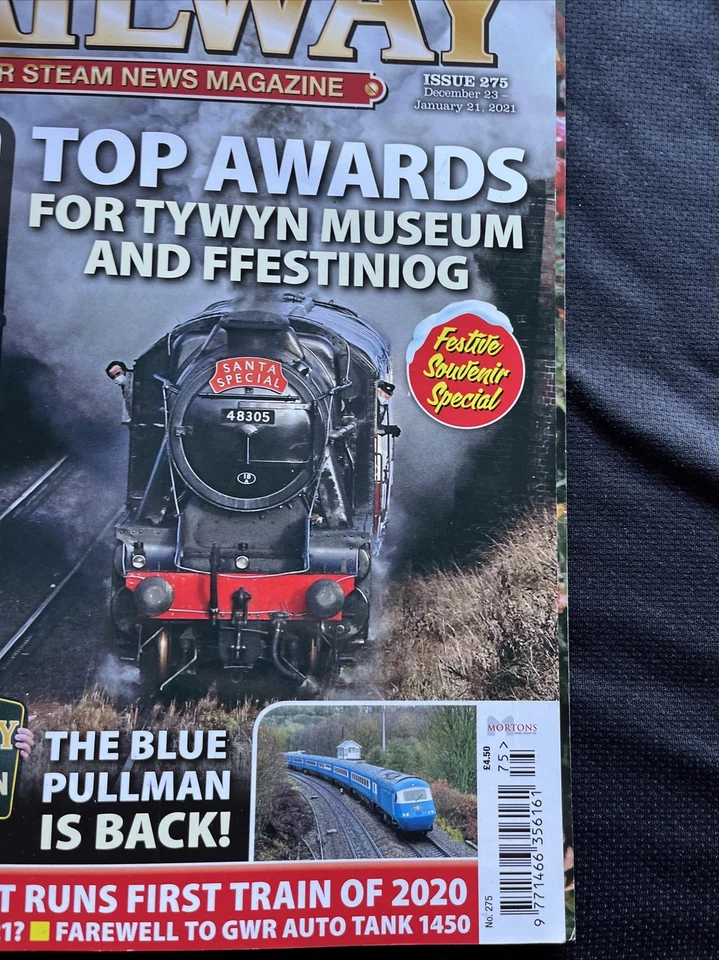 ILWAY
R STEAM NEWS MAGAZINE
ISSUE 275
December 23 –
January 21, 2021
TOP AWARDS
FOR TYWYN MUSEUM
AND FFESTINIOG
Festive
Souvenir
Special
SANTA
SPECIAL
48305
18
A
THE BLUE
PULLMAN
IS BACK!
Y
N
MORTONS
£4.50
75>
9 771466 356161
No. 275
T RUNS FIRST TRAIN OF 2020
1? FAREWELL TO GWR AUTO TANK 1450